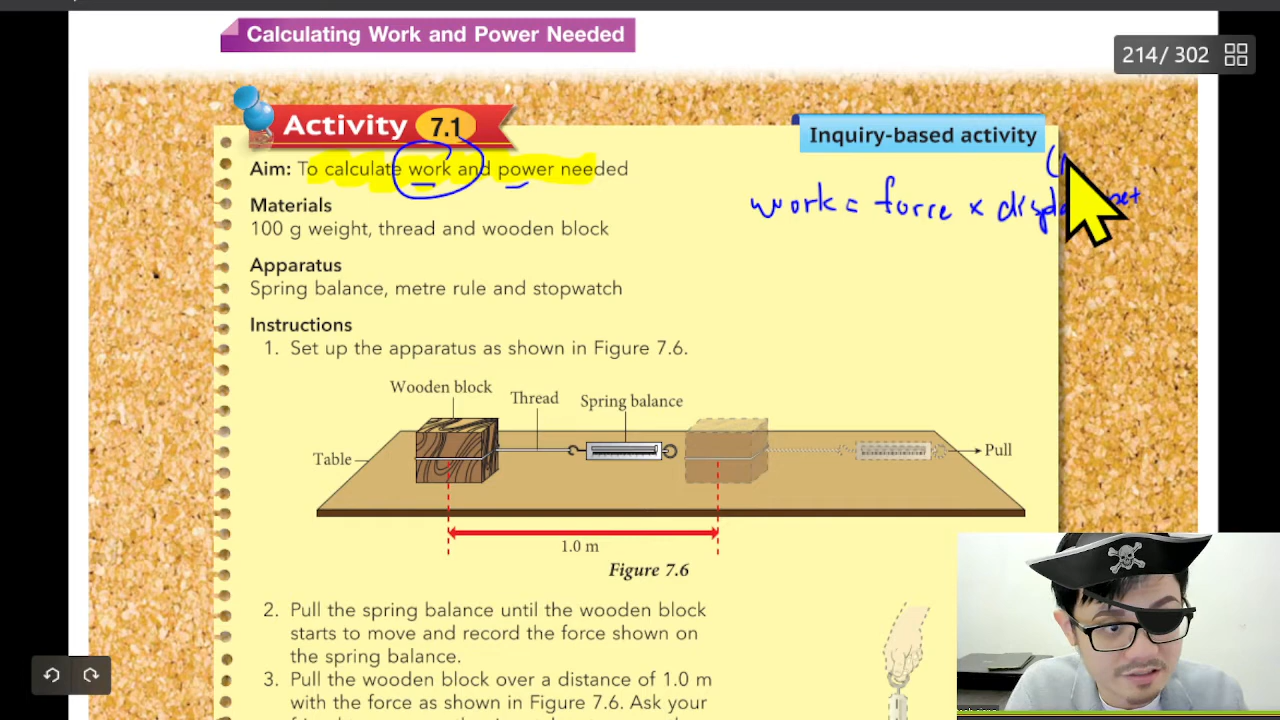 Calculating Work and Power Needed
214/ 302
Activity 7.1
Inquiry-based activity
Aim: To calculate work and power needed
work = force x
Materials
100 g weight, thread and wooden block
Apparatus
Spring balance, metre rule and stopwatch
Instructions
1. Set up the apparatus as shown in Figure 7.6.
Wooden block
Thread
Spring balance
Table
Pull
1.0 m
Figure 7.6
2. Pull the spring balance until the wooden block
starts to move and record the force shown on
the spring balance.
3. Pull the wooden block over a distance of 1.0 m
with the force as shown in Figure 7.6. Ask your